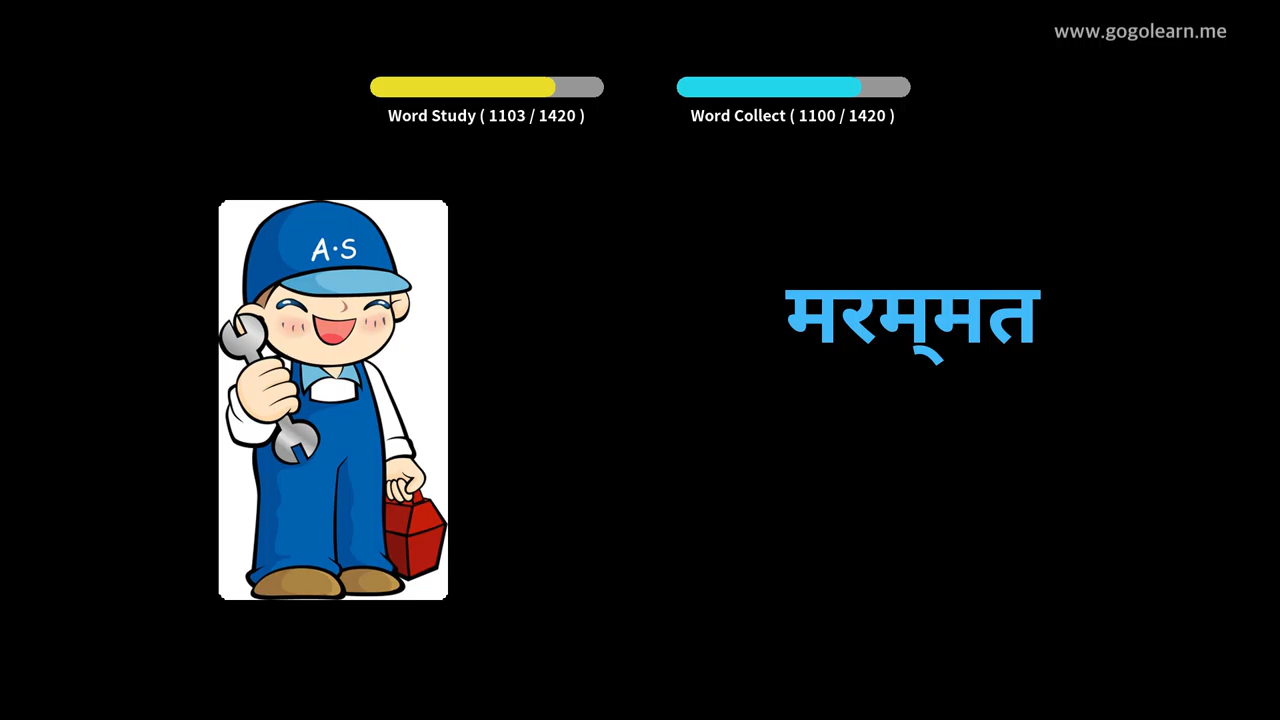 www.gogolearn.me
Word Study ( 1103 / 1420 )
Word Collect ( 1100 / 1420 )
A·S
मरम्‌मत